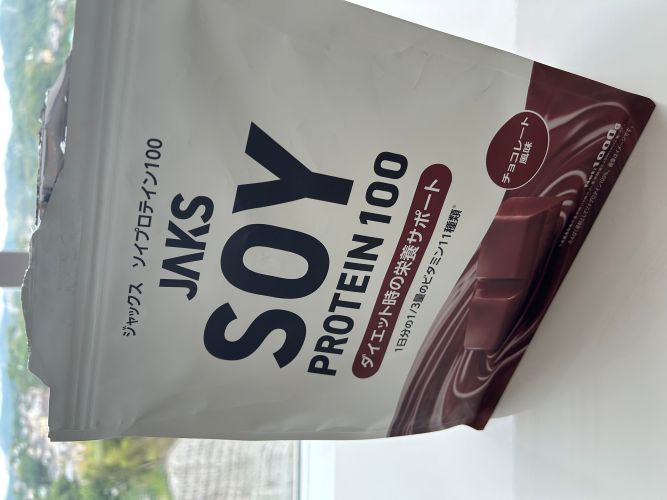 ジャックス ソイプロテイン100
JAKS
SOY
PROTEIN 100
ダイエット時の栄養サポート
1日分の1/3量のビタミン11種類*
チョコレート
風味
Net.1000g